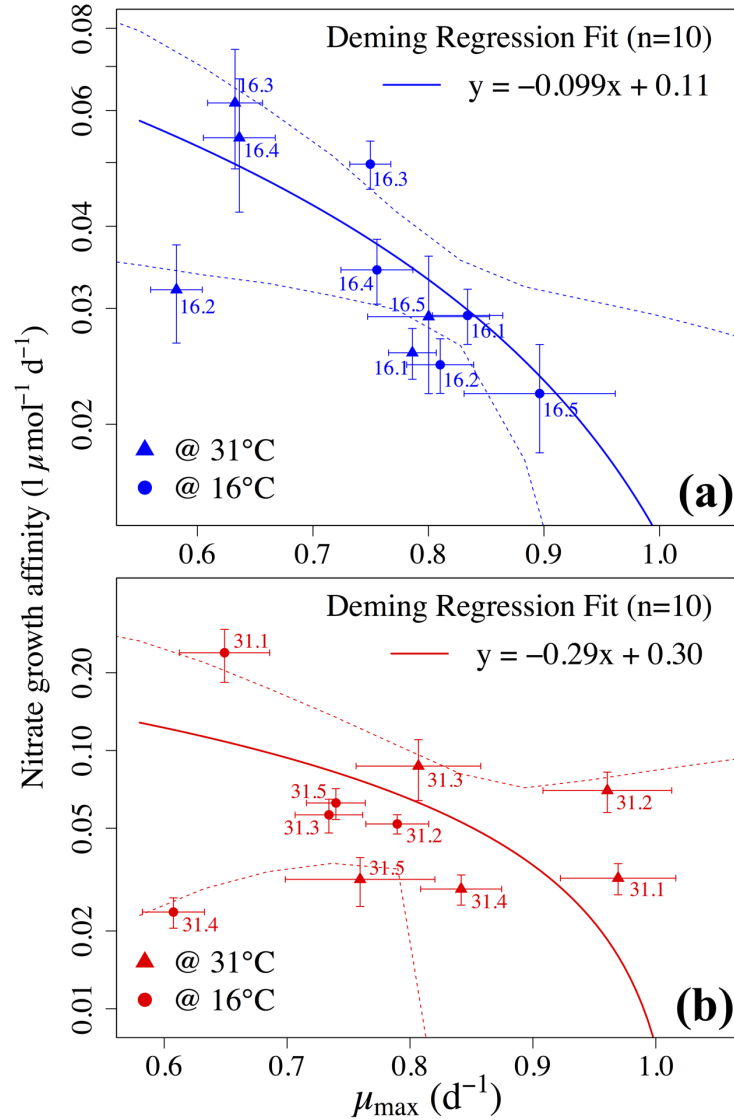 Deming Regression Fit (n=10)
y = −0.099x + 0.11
0.08
0.06
0.04
0.03
0.02
16.3
16.4
16.3
16.4
16.2
16.5
16.1
16.1
16.2
16.5
@ 31°C
@ 16°C
(a)
0.6 0.7 0.8 0.9 1.0
Nitrate growth affinity (l μmol⁻¹ d⁻¹)
Deming Regression Fit (n=10)
y = −0.29x + 0.30
0.20
0.10
0.05
0.02
0.01
31.1
31.3
31.2
31.5
31.3
31.2
31.5
31.4
31.1
31.4
@ 31°C
@ 16°C
(b)
0.6 0.7 0.8 0.9 1.0
μmax (d⁻¹)